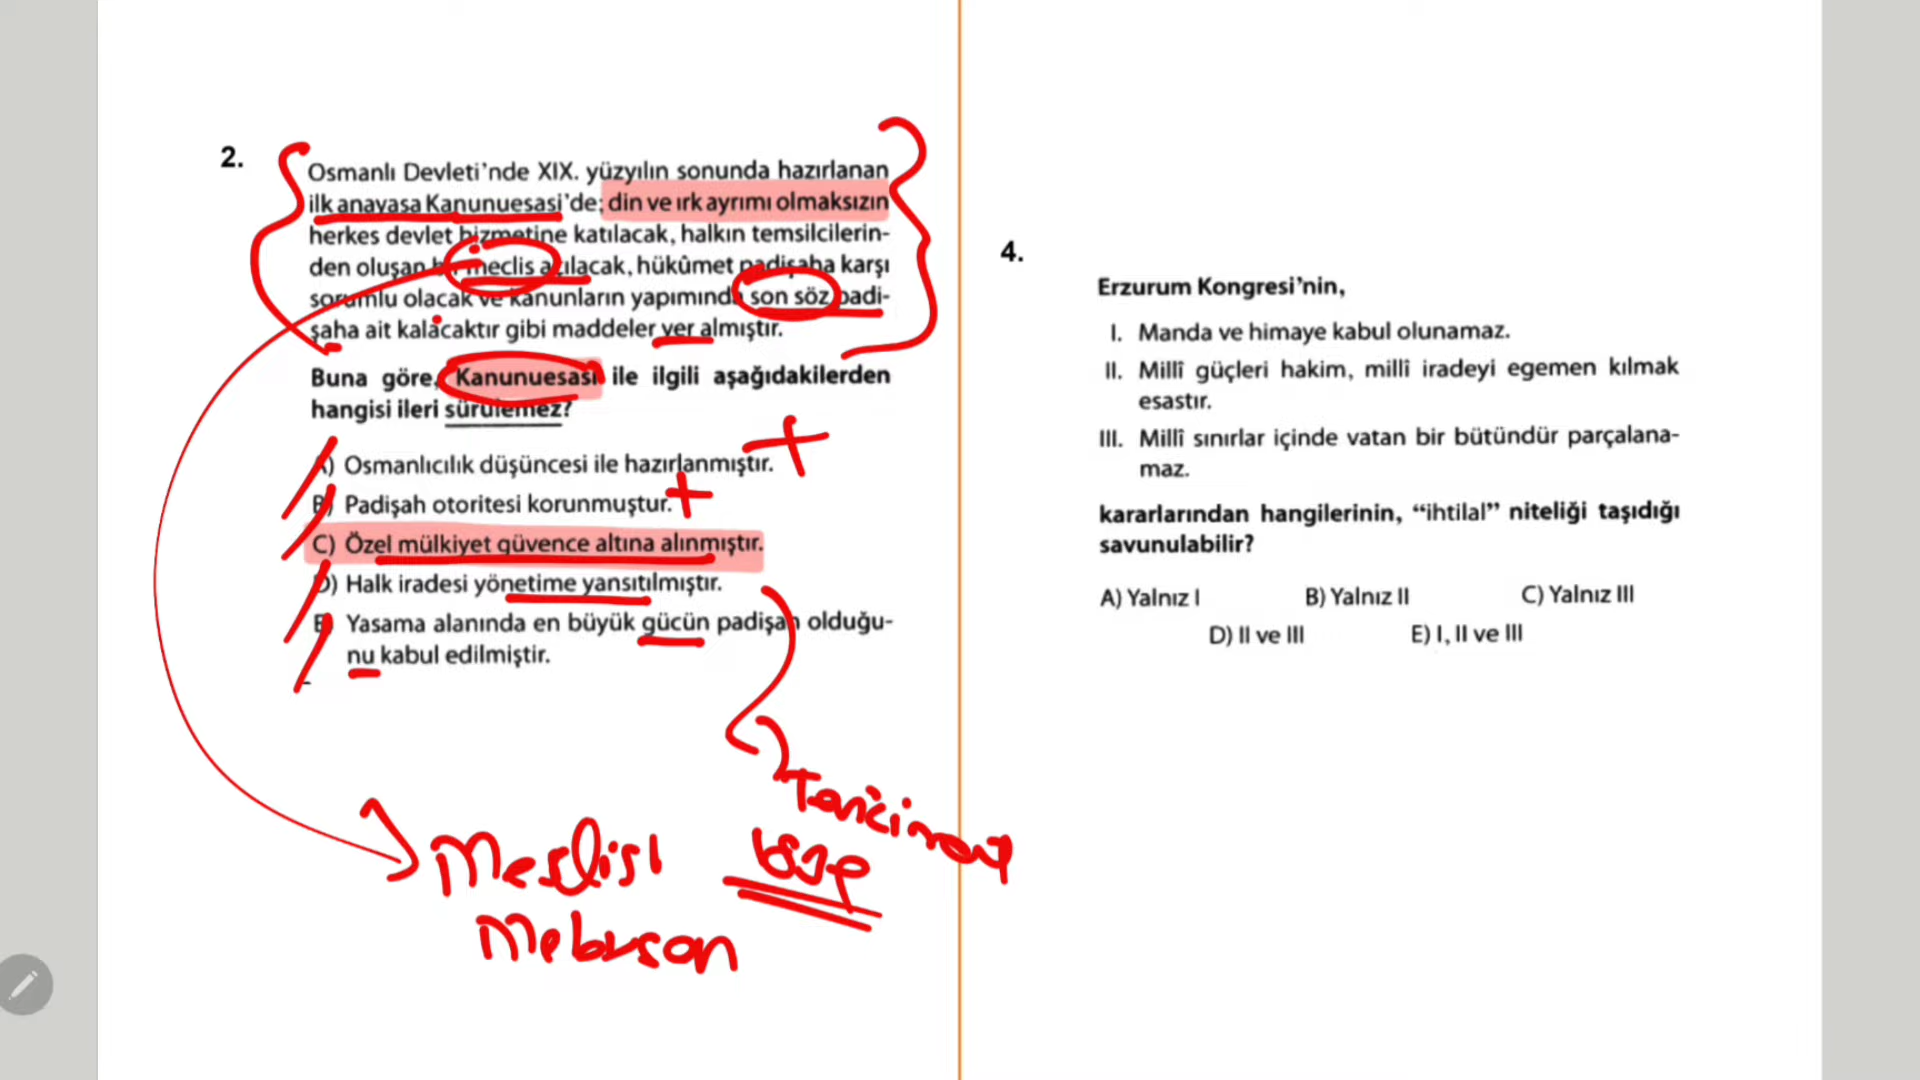 2.
Osmanlı Devleti'nde XIX. yüzyılın sonunda hazırlanan
ilk anayasa Kanunuesasi'de; din ve ırk ayrımı olmaksızın
herkes devlet hizmetine katılacak, halkın temsilcilerin-
den oluşan bir meclis açılacak, hükûmet padişaha karşı
sorumlu olacak ve kanunların yapımında son söz padi-
şaha ait kalacaktır gibi maddeler yer almıştır.
Buna göre, Kanunuesasi ile ilgili aşağıdakilerden
hangisi ileri sürülemez?
A) Osmanlıcılık düşüncesi ile hazırlanmıştır.
B) Padişah otoritesi korunmuştur.
C) Özel mülkiyet güvence altına alınmıştır.
D) Halk iradesi yönetime yansıtılmıştır.
E) Yasama alanında en büyük gücün padişah olduğu-
nu kabul edilmiştir.
Tanzimat
1839
Meclisi
Mebusan
4.
Erzurum Kongresi'nin,
I. Manda ve himaye kabul olunamaz.
II. Millî güçleri hakim, millî iradeyi egemen kılmak
esastır.
III. Millî sınırlar içinde vatan bir bütündür parçalana-
maz.
kararlarından hangilerinin, "ihtilal" niteliği taşıdığı
savunulabilir?
A) Yalnız I B) Yalnız II C) Yalnız III
D) II ve III E) I, II ve III